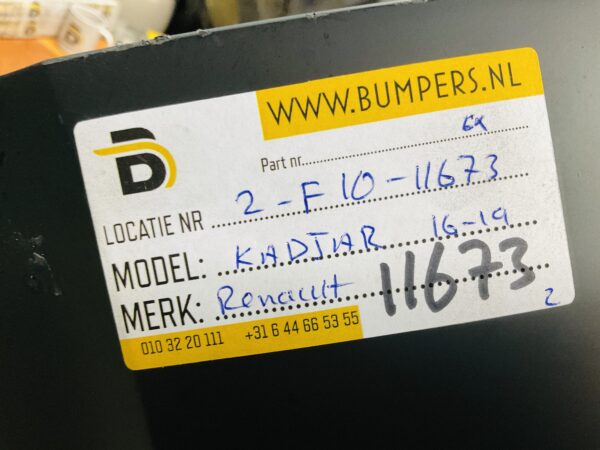 WWW.BUMPERS.NL
Part nr.
LOCATIE NR 2-F10-11673
MODEL: KADJAR 16-19
MERK: Renault 11673
2
010 32 20 111 +31 6 44 66 53 55